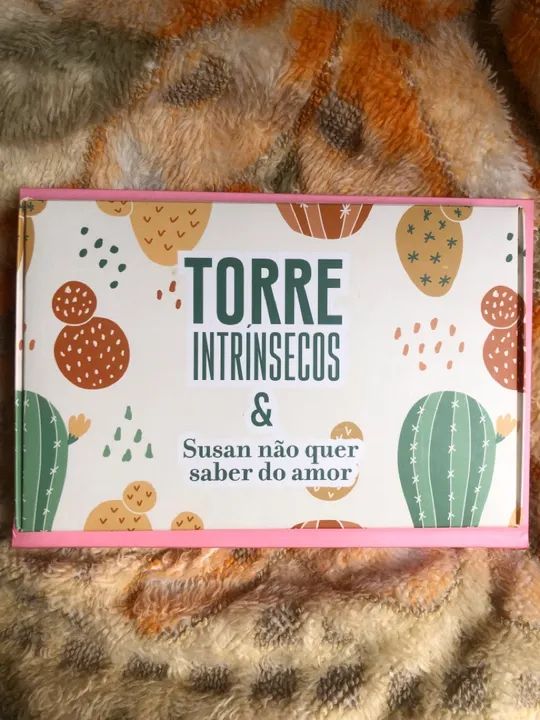 TORRE
INTRÍNSECOS
&
Susan não quer
saber do amor